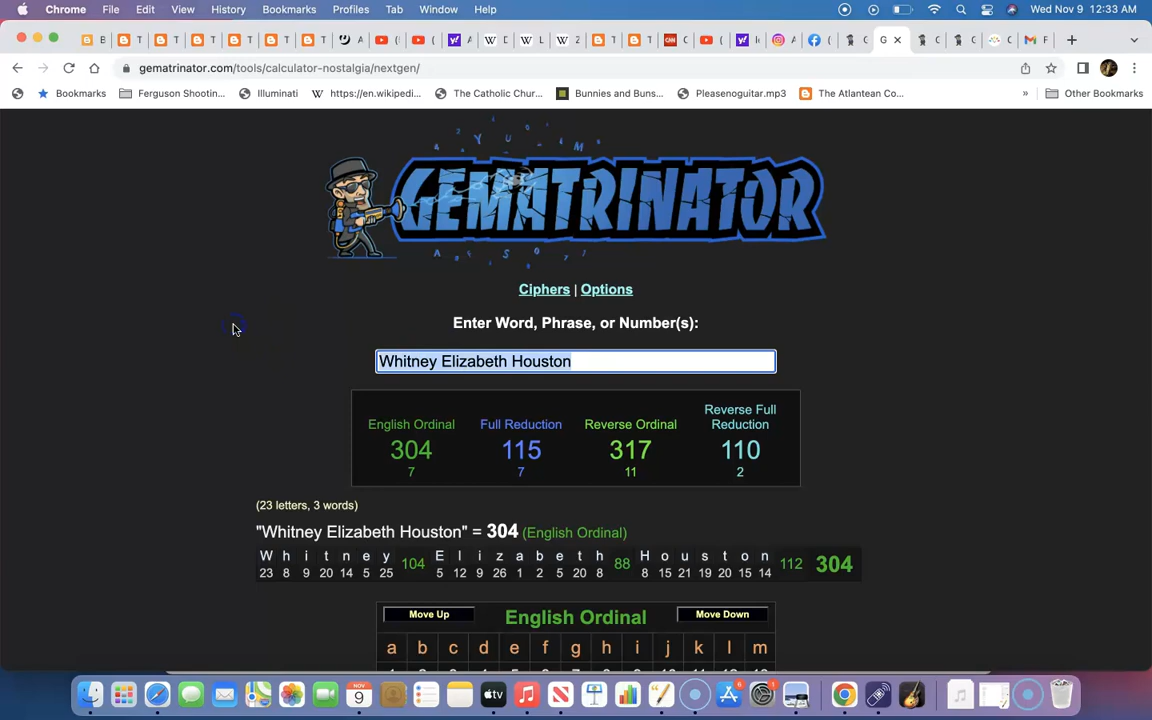 Chrome File Edit View History Bookmarks Profiles Tab Window Help Wed Nov 9 12:33 AM
gematrinator.com/tools/calculator-nostalgia/nextgen/
Bookmarks Ferguson Shootin... Illuminati https://en.wikipedi... The Catholic Chur... Bunnies and Buns... Pleasenoguitar.mp3 The Atlantean Co... » Other Bookmarks
GEMATRINATOR
Ciphers | Options
Enter Word, Phrase, or Number(s):
Whitney Elizabeth Houston
English Ordinal Full Reduction Reverse Ordinal Reverse Full Reduction
304 115 317 110
7 7 11 2
(23 letters, 3 words)
"Whitney Elizabeth Houston" = 304 (English Ordinal)
W h i t n e y 104 E l i z a b e t h 88 H o u s t o n 112 304
23 8 9 20 14 5 25 5 12 9 26 1 2 5 20 8 8 15 21 19 20 15 14
Move Up English Ordinal Move Down
a b c d e f g h i j k l m